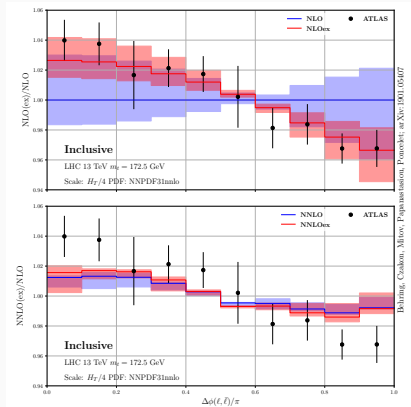 1.06
1.04
1.02
1.00
0.98
0.96
0.94
NLO(ex)/NLO
NLO
NLOex
ATLAS
Inclusive
LHC 13 TeV m_t = 172.5 GeV
Scale: H_T/4 PDF: NNPDF31nnlo
1.06
1.04
1.02
1.00
0.98
0.96
0.94
NNLO(ex)/NLO
NNLO
NNLOex
ATLAS
Inclusive
LHC 13 TeV m_t = 172.5 GeV
Scale: H_T/4 PDF: NNPDF31nnlo
0.0 0.2 0.4 0.6 0.8 1.0
Δϕ(ℓ, ℓ̄)/π
Behring, Czakon, Mitov, Papanastasiou, Poncelet; arXiv:1901.05407